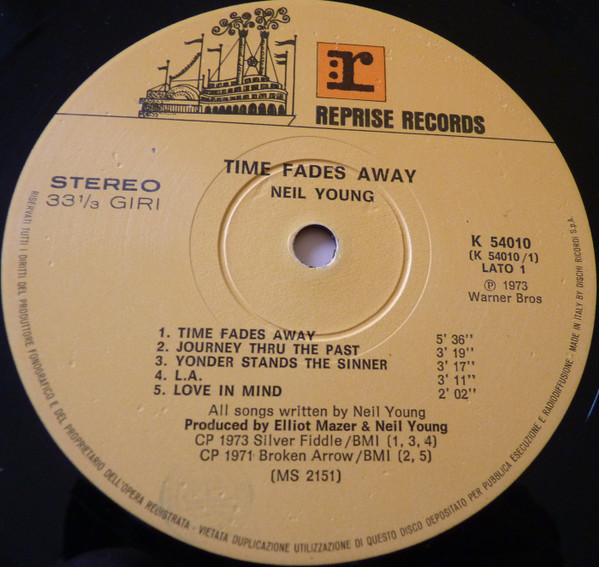 r
REPRISE RECORDS
TIME FADES AWAY
NEIL YOUNG
STEREO
33 1/3 GIRI
K 54010
(K 54010/1)
LATO 1
℗ 1973
Warner Bros
1. TIME FADES AWAY 5' 36''
2. JOURNEY THRU THE PAST 3' 19''
3. YONDER STANDS THE SINNER 3' 17''
4. L.A. 3' 11''
5. LOVE IN MIND 2' 02''
All songs written by Neil Young
Produced by Elliot Mazer & Neil Young
CP 1973 Silver Fiddle/BMI (1, 3, 4)
CP 1971 Broken Arrow/BMI (2, 5)
(MS 2151)
RISERVATI TUTTI I DIRITTI DEL PRODUTTORE FONOGRAFICO E DEL PROPRIETARIO DELL'OPERA REGISTRATA - VIETATA DUPLICAZIONE UTILIZZAZIONE DI QUESTO DISCO DEPOSITATO PER PUBBLICA ESECUZIONE E RADIODIFFUSIONE. - MADE IN ITALY BY DISCHI RICORDI S.p.A.